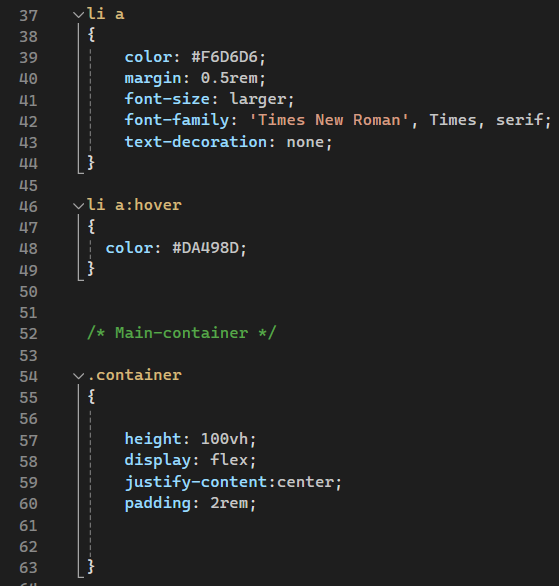 37 li a
38 {
39 color: #F6D6D6;
40 margin: 0.5rem;
41 font-size: larger;
42 font-family: 'Times New Roman', Times, serif;
43 text-decoration: none;
44 }
45
46 li a:hover
47 {
48 color: #DA498D;
49 }
50
51
52 /* Main-container */
53
54 .container
55 {
56
57 height: 100vh;
58 display: flex;
59 justify-content:center;
60 padding: 2rem;
61
62
63 }